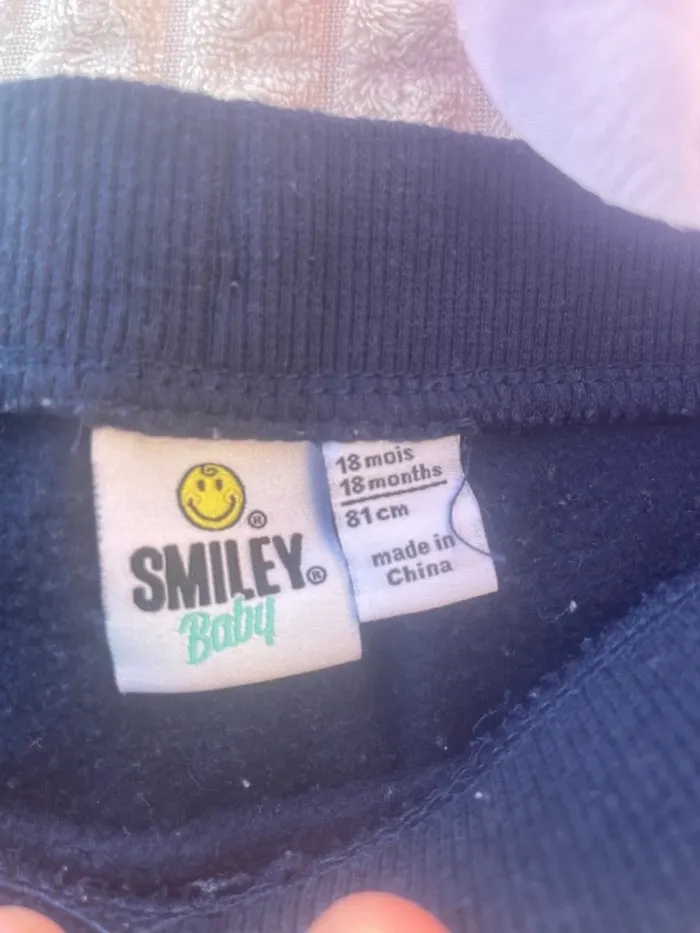 ®
SMILEY®
Baby
18 mois
18 months
81 cm
made in
China